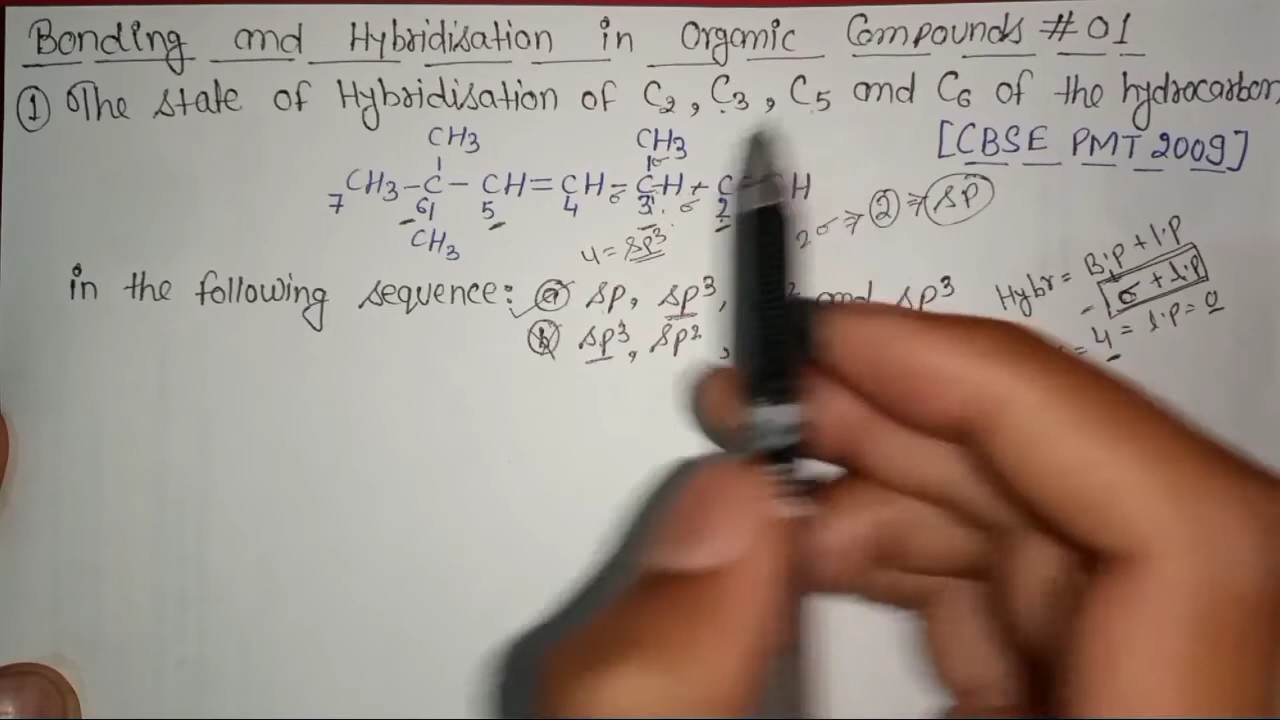 Bonding and Hybridisation in Organic Compounds # 01
① The state of Hybridisation of C2, C3, C5 and C6 of the hydrocarbon,
[CBSE PMT 2009]
CH3 CH3
7 CH3-C-CH=CH-CH-C H
6 5 4 3 2
CH3
4 = sp3
2σ ⇒ ② ⇒ sp
in the following sequence: ⓐ sp, sp3, and sp3
ⓑ sp3, sp2,
Hybr = B.p + l.p
= σ + l.p
= 4 = l.p = 0